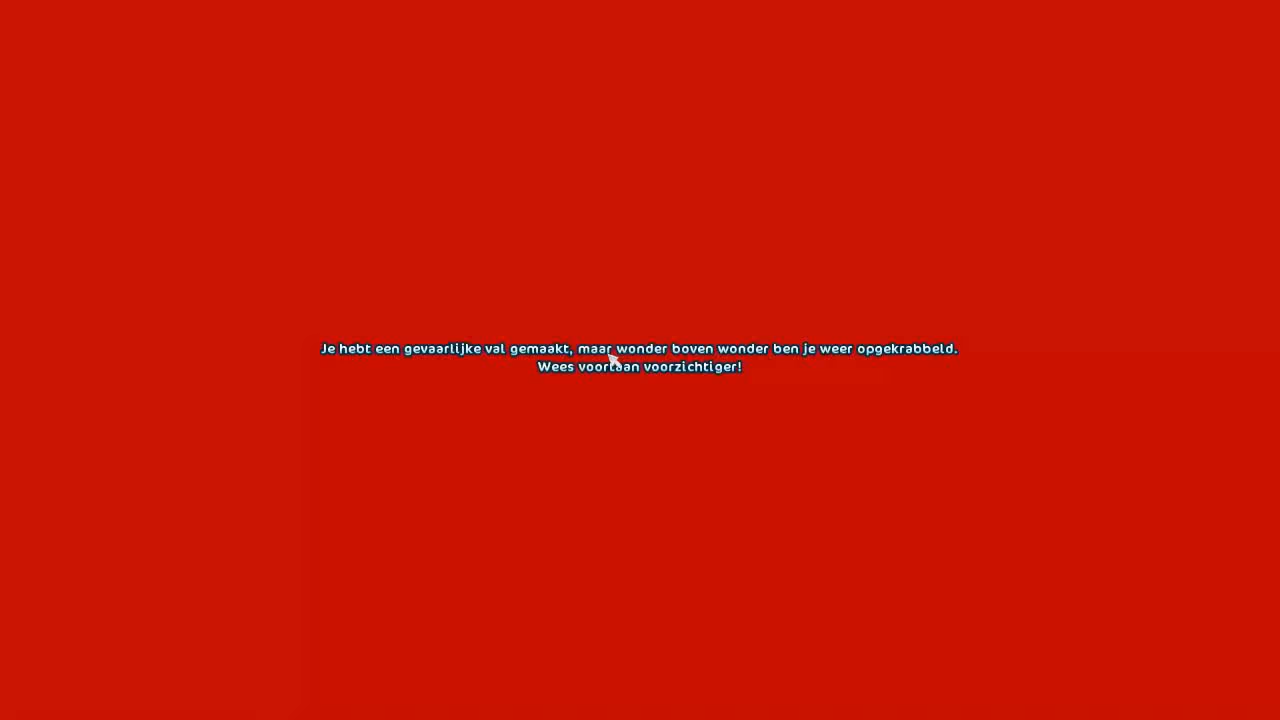 Je hebt een gevaarlijke val gemaakt, maar wonder boven wonder ben je weer opgekrabbeld.
Wees voortaan voorzichtiger!